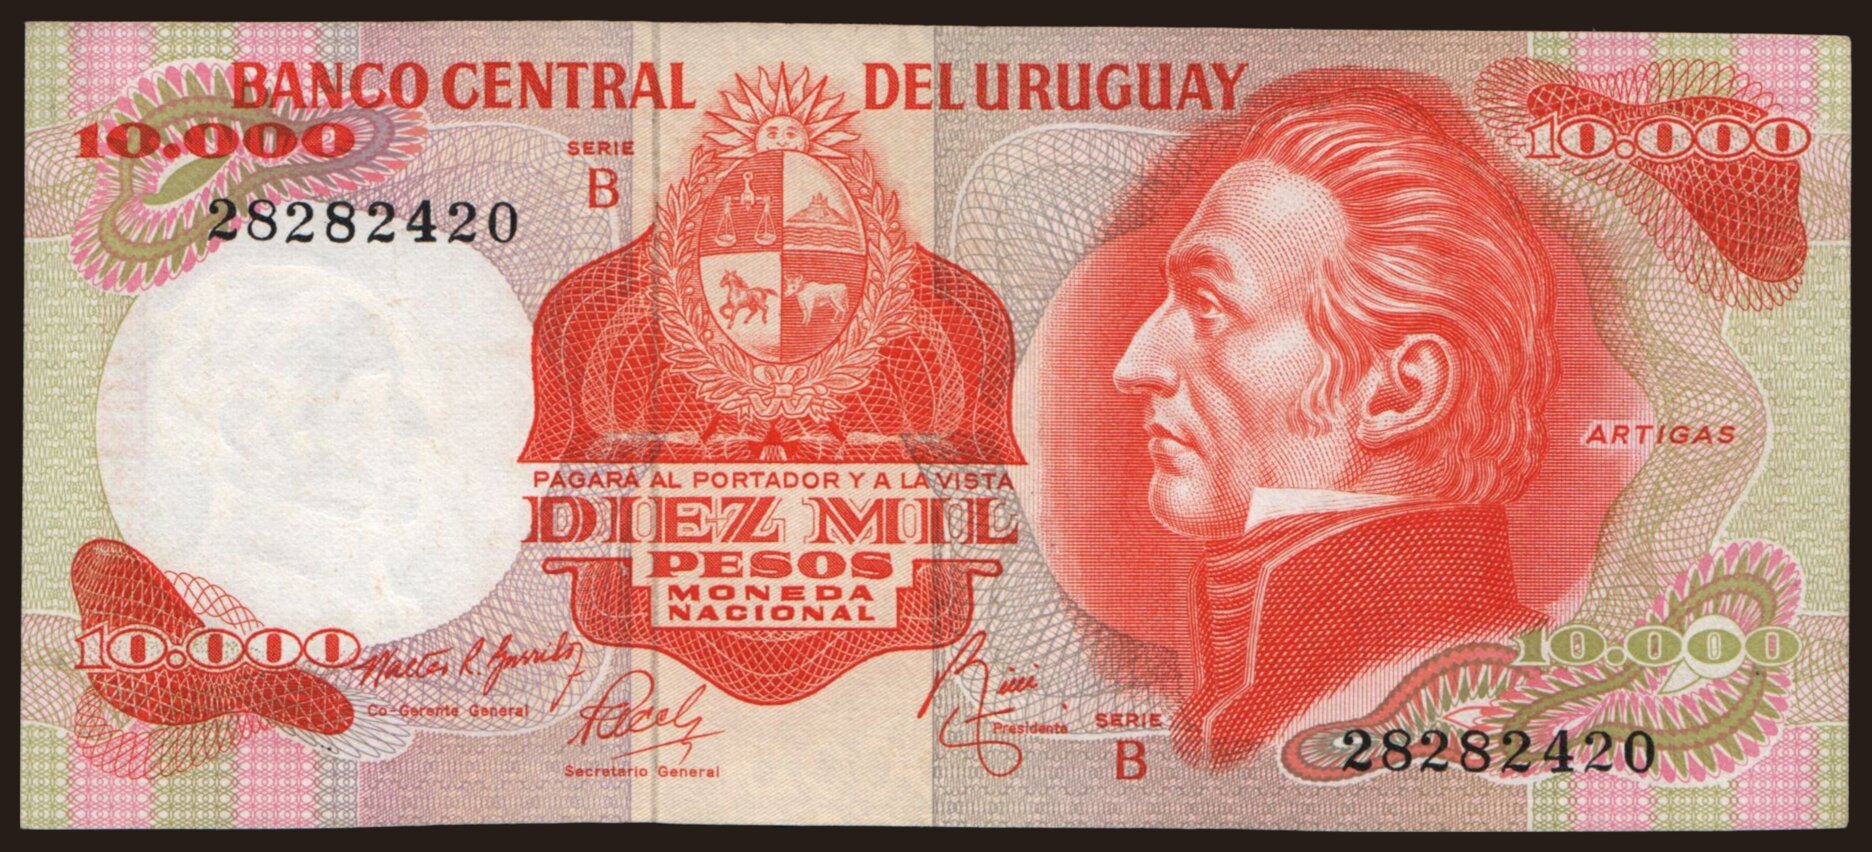 BANCO CENTRAL DEL URUGUAY
10.000
10.000
SERIE
B
28282420
ARTIGAS
PAGARÁ AL PORTADOR Y A LA VISTA
DIEZ MIL
PESOS
MONEDA
NACIONAL
10.000
10.000
Co-Gerente General
Secretario General
Presidente
SERIE
B
28282420